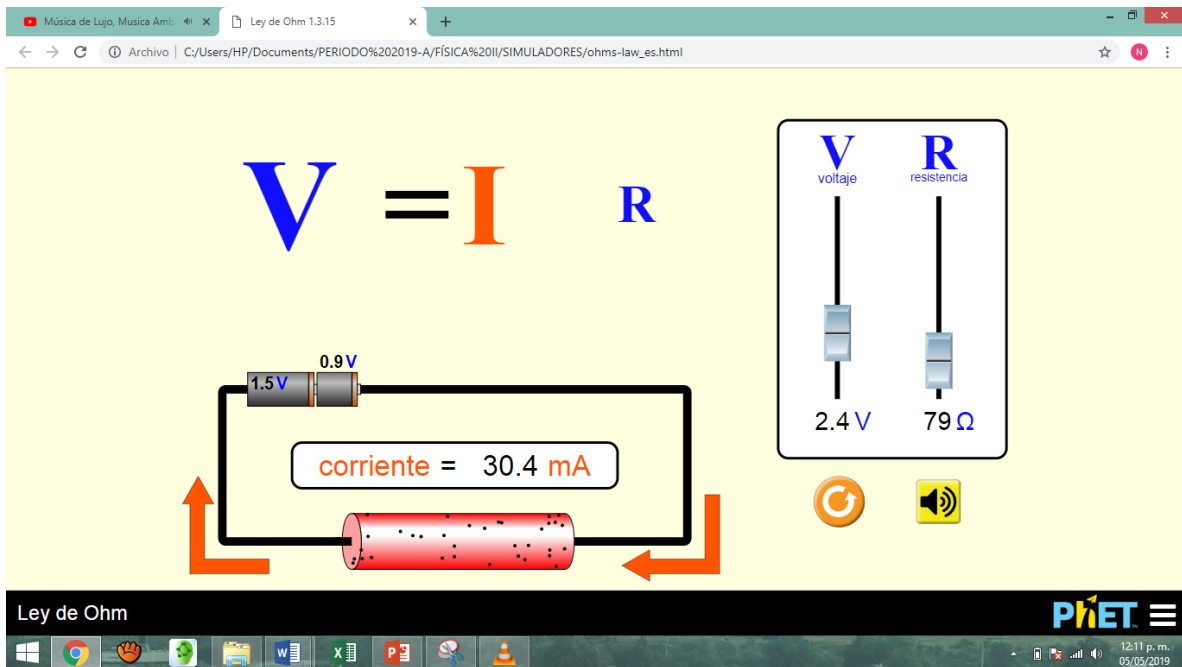 Música de Lujo, Musica Amb
Ley de Ohm 1.3.15
Archivo | C:/Users/HP/Documents/PERIODO%202019-A/FÍSICA%20II/SIMULADORES/ohms-law_es.html
N
V = I R
V
voltaje
R
resistencia
2.4 V
79 Ω
0.9 V
1.5 V
corriente = 30.4 mA
Ley de Ohm
PhET
12:11 p. m.
05/05/2019